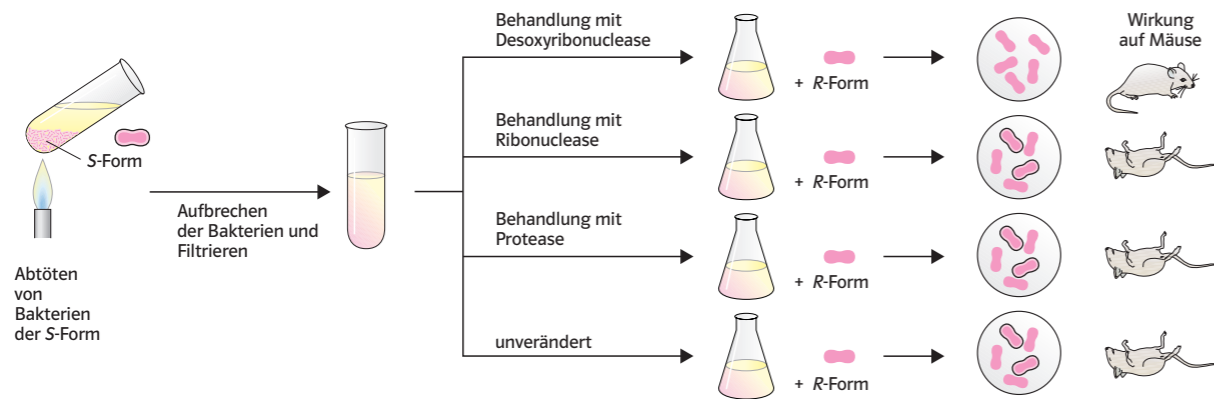 Behandlung mit
Desoxyribonuclease
+ R-Form
Wirkung
auf Mäuse
S-Form
Behandlung mit
Ribonuclease
+ R-Form
Aufbrechen
der Bakterien und
Filtrieren
Behandlung mit
Protease
+ R-Form
Abtöten
von
Bakterien
der S-Form
unverändert
+ R-Form